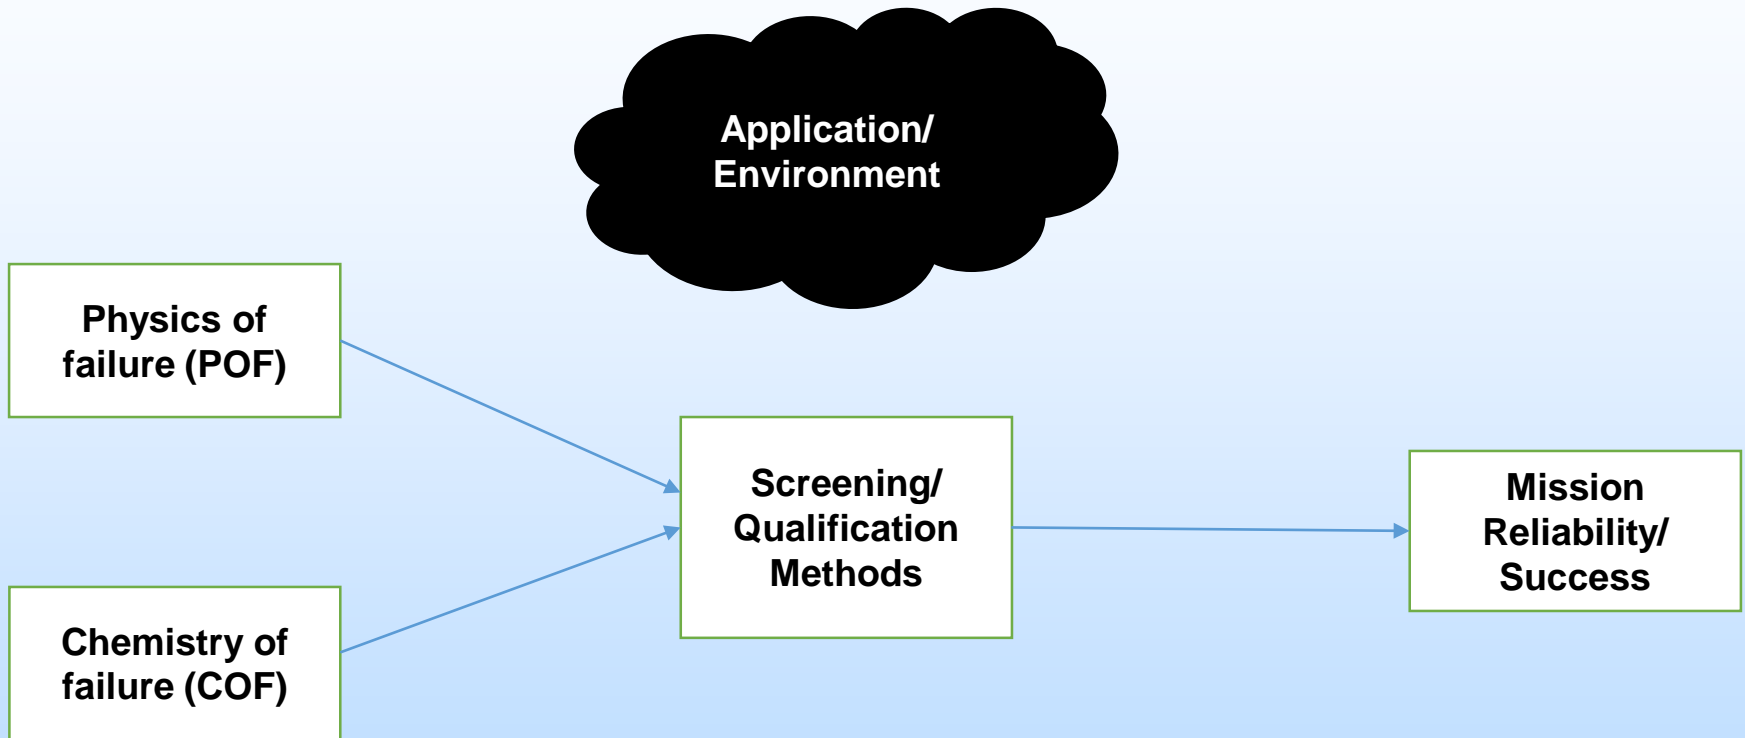 Application/
Environment
Physics of
failure (POF)
Screening/
Qualification
Methods
Mission
Reliability/
Success
Chemistry of
failure (COF)